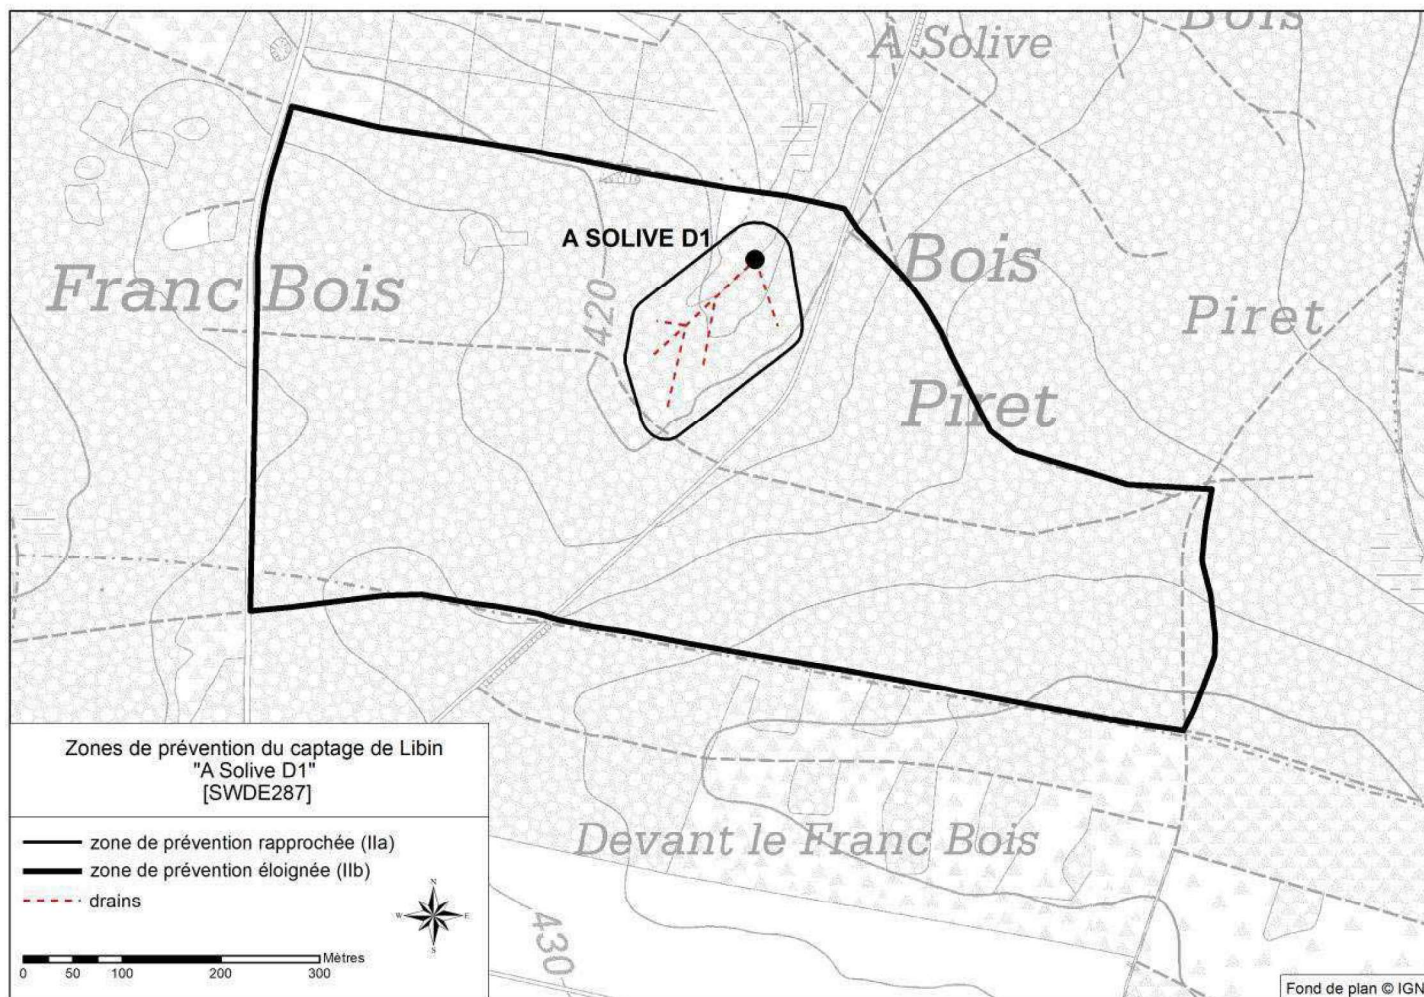 Bois
A Solive
A SOLIVE D1
Bois
Franc Bois
420
Piret
Piret
Zones de prévention du captage de Libin
"A Solive D1"
[SWDE287]
zone de prévention rapprochée (IIa)
zone de prévention éloignée (IIb)
drains
N
W
E
S
Devant le Franc Bois
430
Mètres
0 50 100 200 300
Fond de plan © IGN